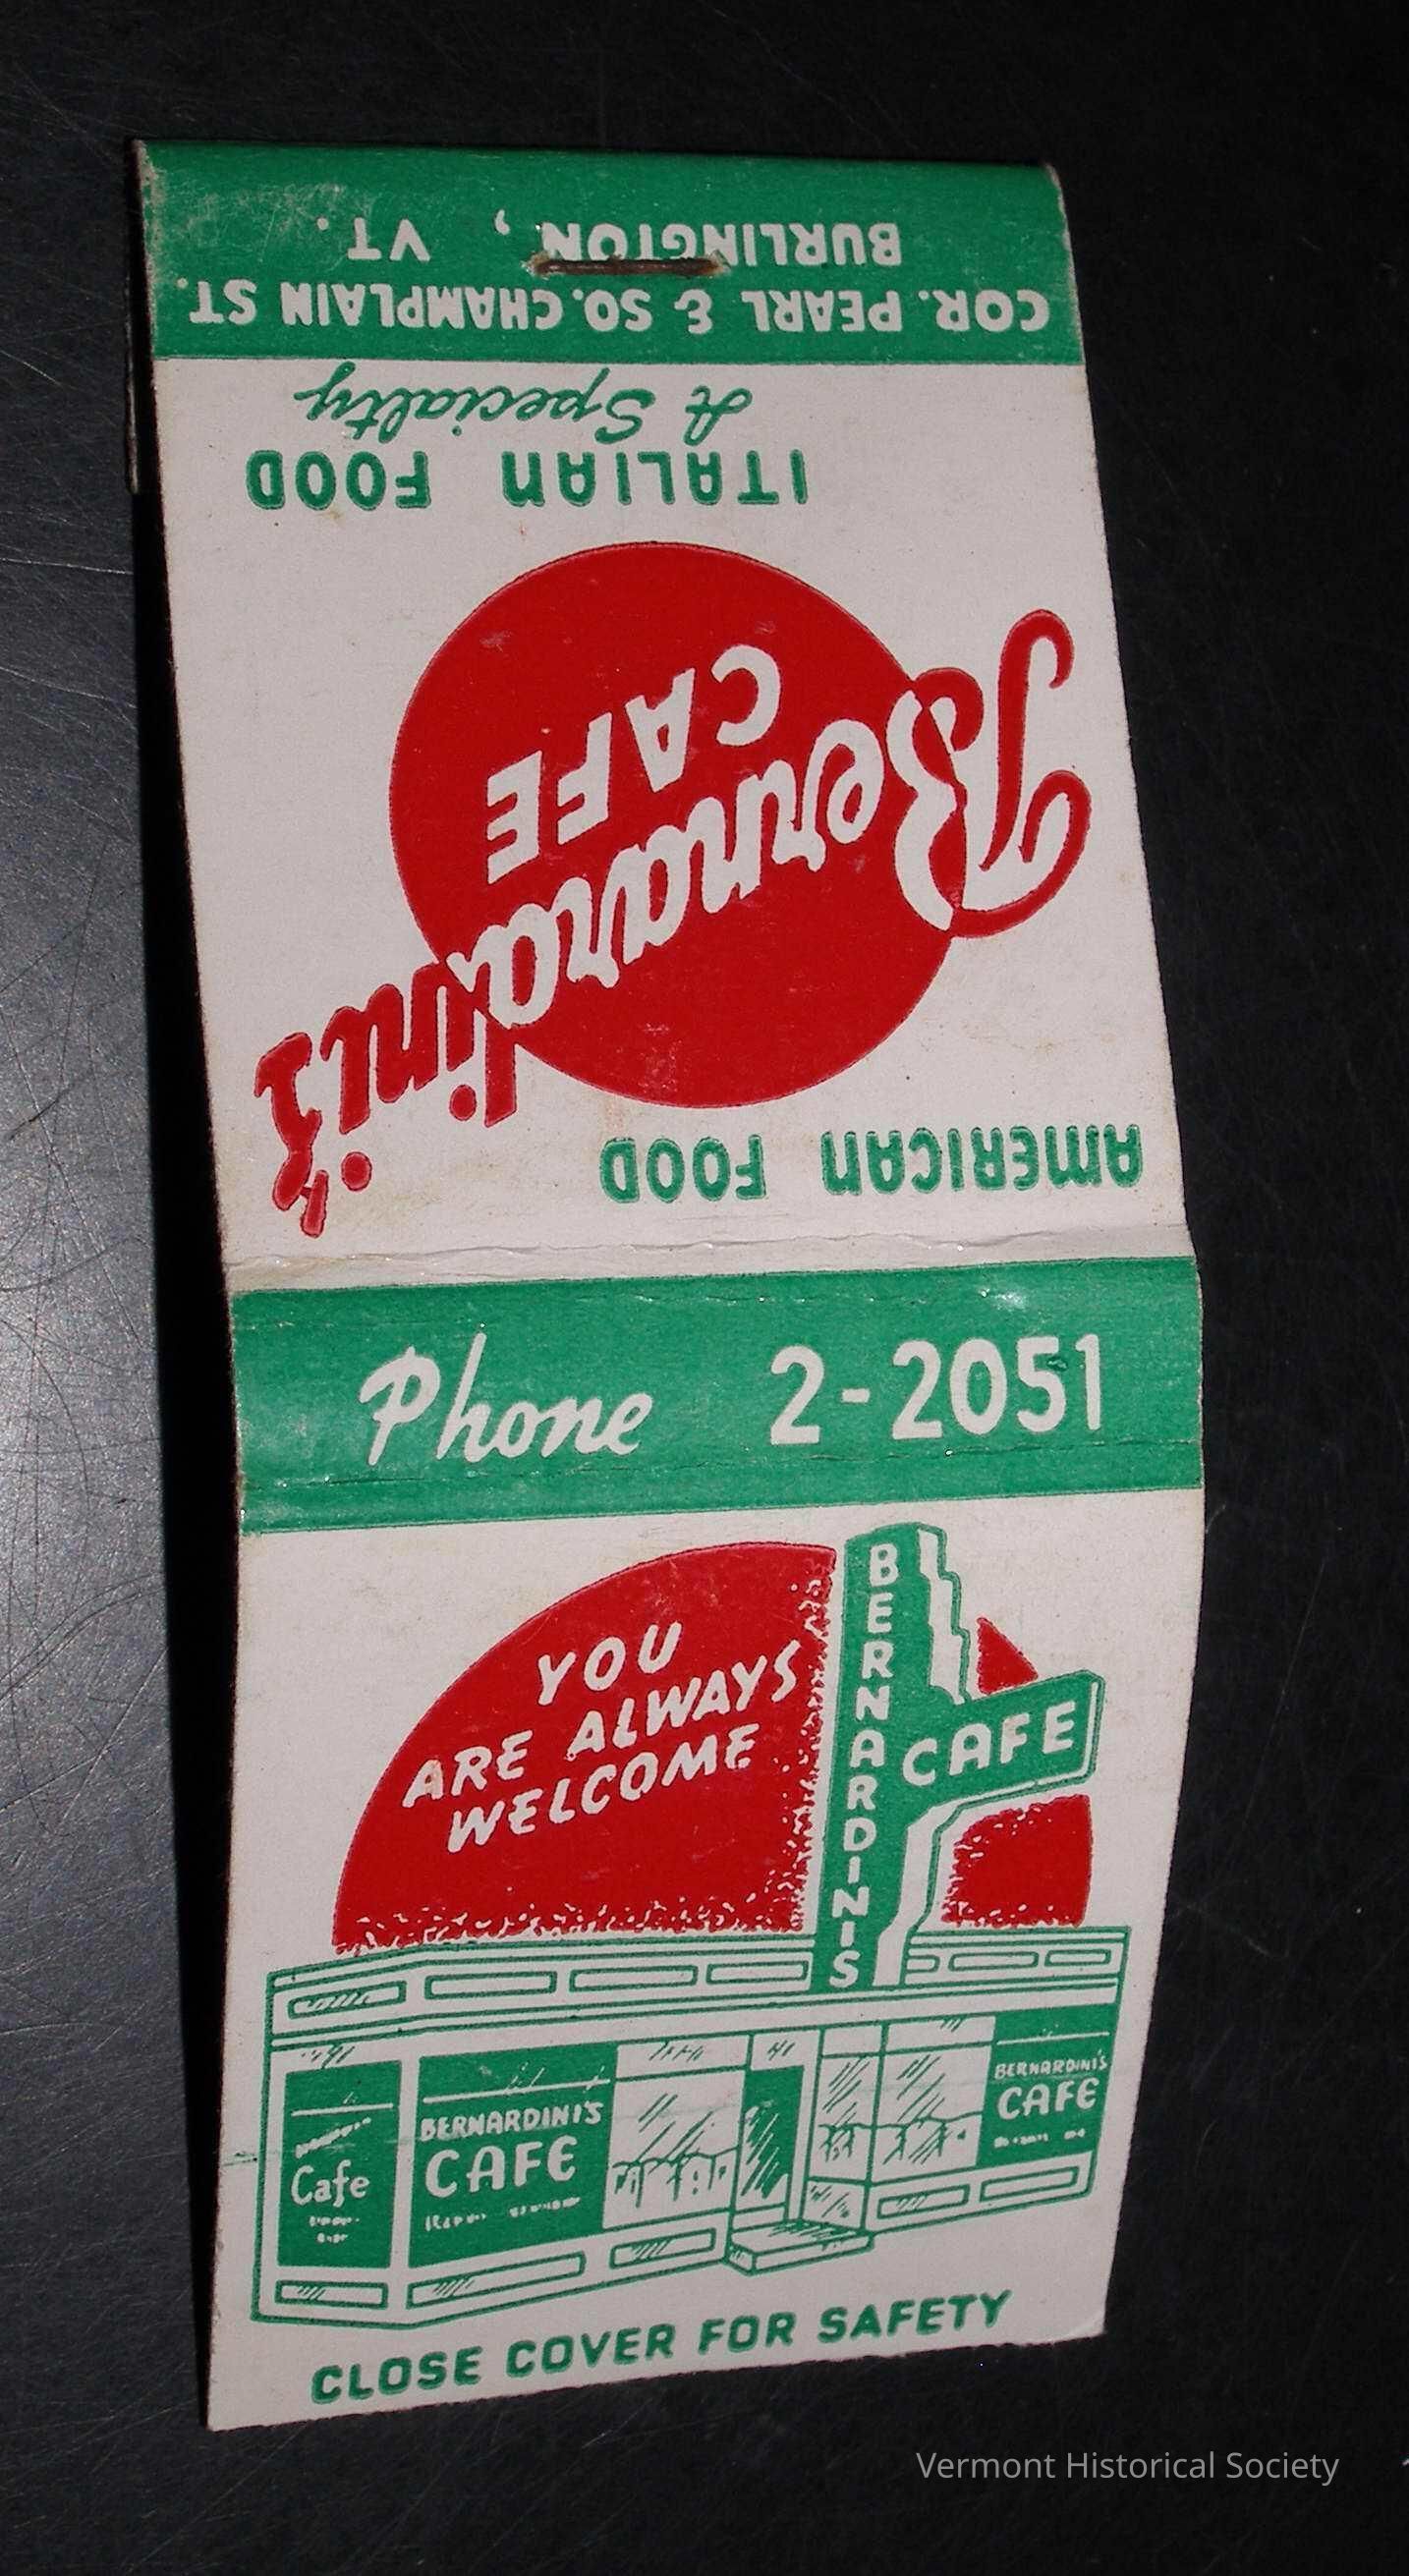 AMERICAN FOOD
Bernardini's
CAFE
ITALIAN FOOD
A Specialty
COR. PEARL & SO. CHAMPLAIN ST.
BURLINGTON, VT.
Phone 2-2051
YOU
ARE ALWAYS
WELCOME
BERNARDINI'S
CAFE
Cafe
BERNARDINI'S
CAFE
BERNARDINI'S
CAFE
CLOSE COVER FOR SAFETY
Vermont Historical Society